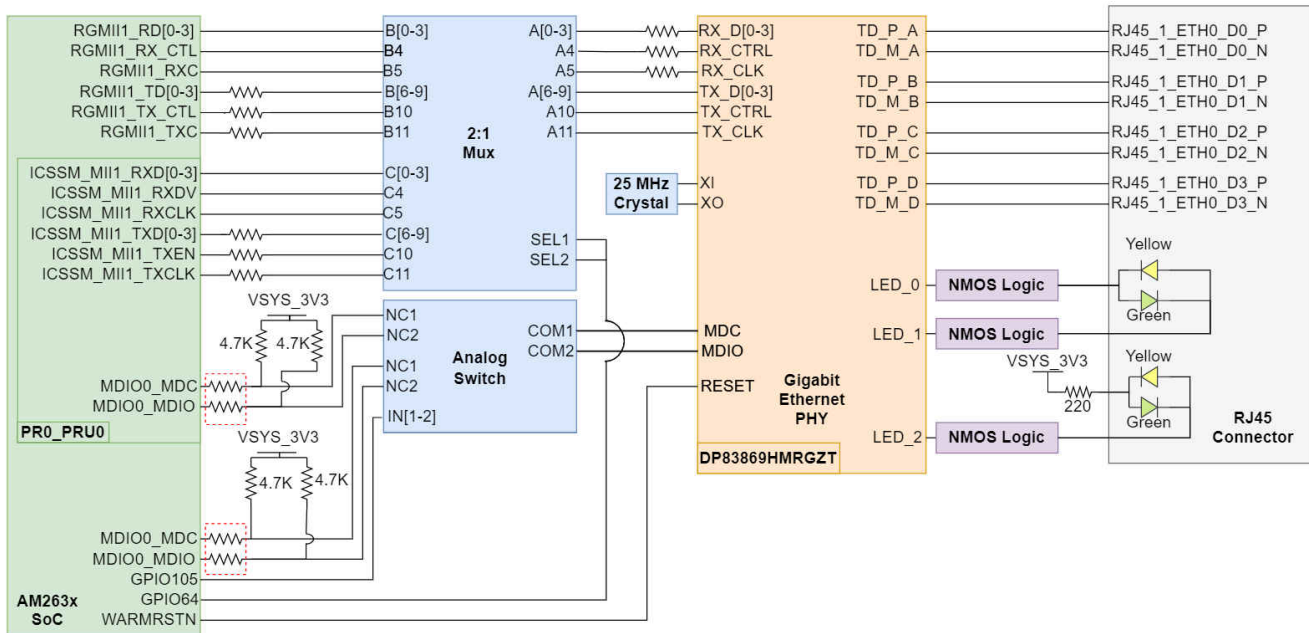 RGMII1_RD[0-3]
RGMII1_RX_CTL
RGMII1_RXC
RGMII1_TD[0-3]
RGMII1_TX_CTL
RGMII1_TXC
ICSSM_MII1_RXD[0-3]
ICSSM_MII1_RXDV
ICSSM_MII1_RXCLK
ICSSM_MII1_TXD[0-3]
ICSSM_MII1_TXEN
ICSSM_MII1_TXCLK
VSYS_3V3
4.7K
4.7K
MDIO0_MDC
MDIO0_MDIO
PR0_PRU0
VSYS_3V3
4.7K
4.7K
MDIO0_MDC
MDIO0_MDIO
GPIO105
GPIO64
WARMRSTN
AM263x
SoC
B[0-3]
B4
B5
B[6-9]
B10
B11
C[0-3]
C4
C5
C[6-9]
C10
C11
2:1
Mux
A[0-3]
A4
A5
A[6-9]
A10
A11
SEL1
SEL2
NC1
NC2
NC1
NC2
IN[1-2]
Analog
Switch
COM1
COM2
25 MHz
Crystal
RX_D[0-3]
RX_CTRL
RX_CLK
TX_D[0-3]
TX_CTRL
TX_CLK
XI
XO
MDC
MDIO
RESET
Gigabit
Ethernet
PHY
DP83869HMRGZT
TD_P_A
TD_M_A
TD_P_B
TD_M_B
TD_P_C
TD_M_C
TD_P_D
TD_M_D
LED_0
LED_1
LED_2
NMOS Logic
NMOS Logic
VSYS_3V3
220
NMOS Logic
RJ45_1_ETH0_D0_P
RJ45_1_ETH0_D0_N
RJ45_1_ETH0_D1_P
RJ45_1_ETH0_D1_N
RJ45_1_ETH0_D2_P
RJ45_1_ETH0_D2_N
RJ45_1_ETH0_D3_P
RJ45_1_ETH0_D3_N
Yellow
Green
Yellow
Green
RJ45
Connector